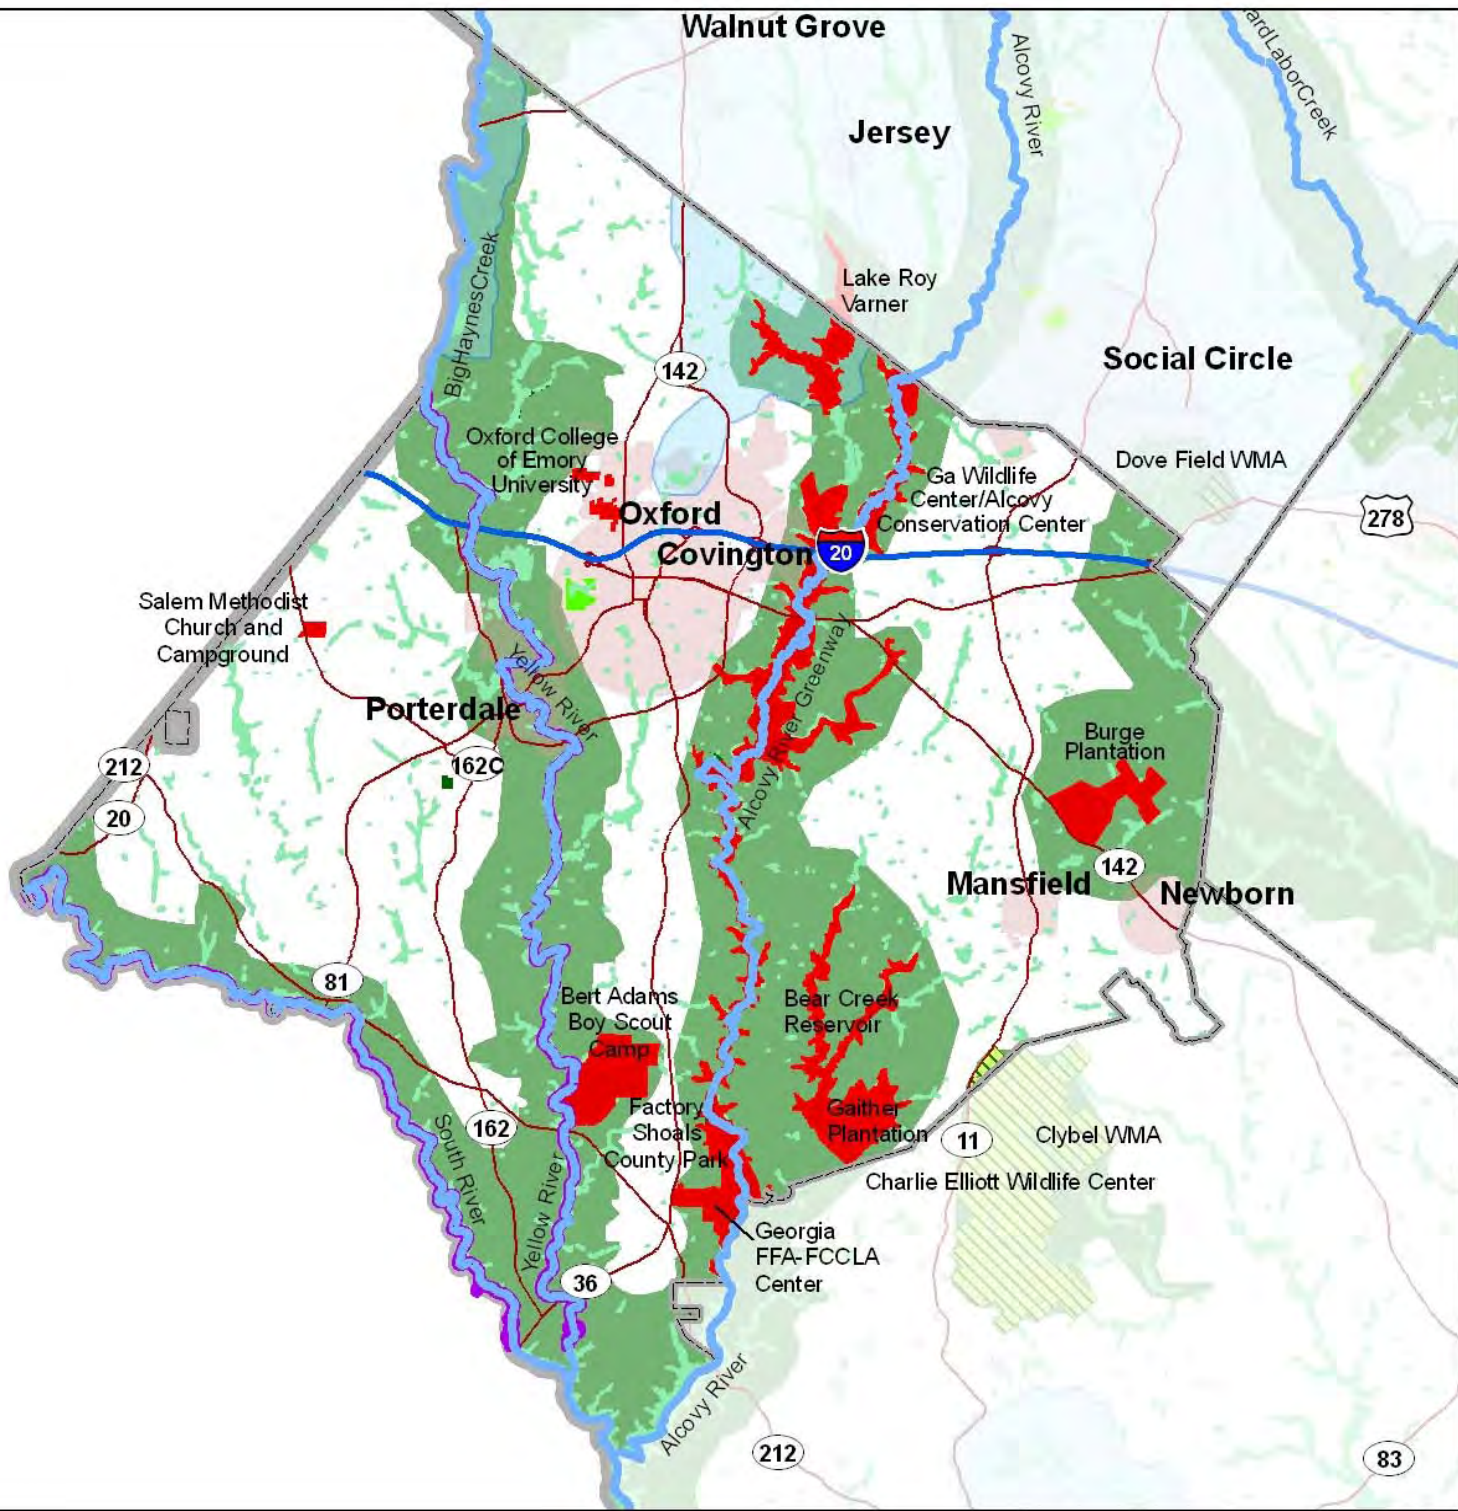 Walnut Grove
Alcovy River
ardLaborCreek
Jersey
BigHaynesCreek
Lake Roy
Varner
Social Circle
142
Oxford College
of Emory
University
Dove Field WMA
Ga Wildlife
Center/Alcovy
Conservation Center
278
Oxford
Covington
20
Salem Methodist
Church and
Campground
Yellow River
Alcovy River Greenway
Porterdale
Burge
Plantation
212
162C
20
142
Mansfield
Newborn
81
Bert Adams
Boy Scout
Camp
Bear Creek
Reservoir
Factory
Shoals
County Park
Gaither
Plantation
162
South River
Yellow River
11
Clybel WMA
Charlie Elliott Wildlife Center
Georgia
FFA-FCCLA
Center
36
Alcovy River
212
83